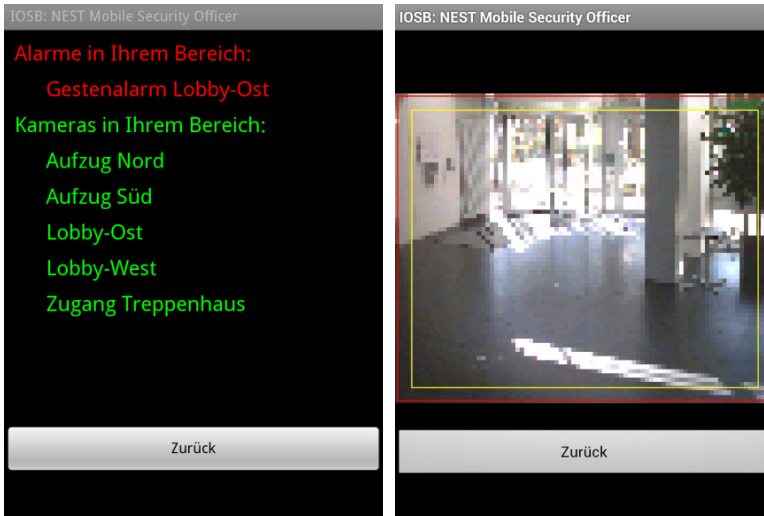 IOSB: NEST Mobile Security Officer
Alarme in Ihrem Bereich:
Gestenalarm Lobby-Ost
Kameras in Ihrem Bereich:
Aufzug Nord
Aufzug Süd
Lobby-Ost
Lobby-West
Zugang Treppenhaus
Zurück
IOSB: NEST Mobile Security Officer
Zurück